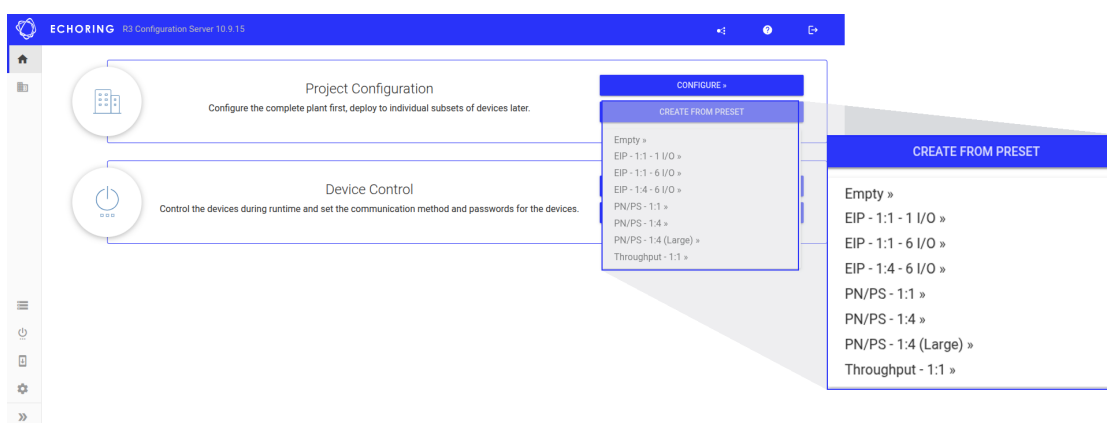 ECHORING R3 Configuration Server 10.9.15
Project Configuration
Configure the complete plant first, deploy to individual subsets of devices later.
CONFIGURE »
CREATE FROM PRESET
Empty »
EIP - 1:1 - 1 I/O »
EIP - 1:1 - 6 I/O »
EIP - 1:4 - 6 I/O »
PN/PS - 1:1 »
PN/PS - 1:4 »
PN/PS - 1:4 (Large) »
Throughput - 1:1 »
Device Control
Control the devices during runtime and set the communication method and passwords for the devices.
CREATE FROM PRESET
Empty »
EIP - 1:1 - 1 I/O »
EIP - 1:1 - 6 I/O »
EIP - 1:4 - 6 I/O »
PN/PS - 1:1 »
PN/PS - 1:4 »
PN/PS - 1:4 (Large) »
Throughput - 1:1 »